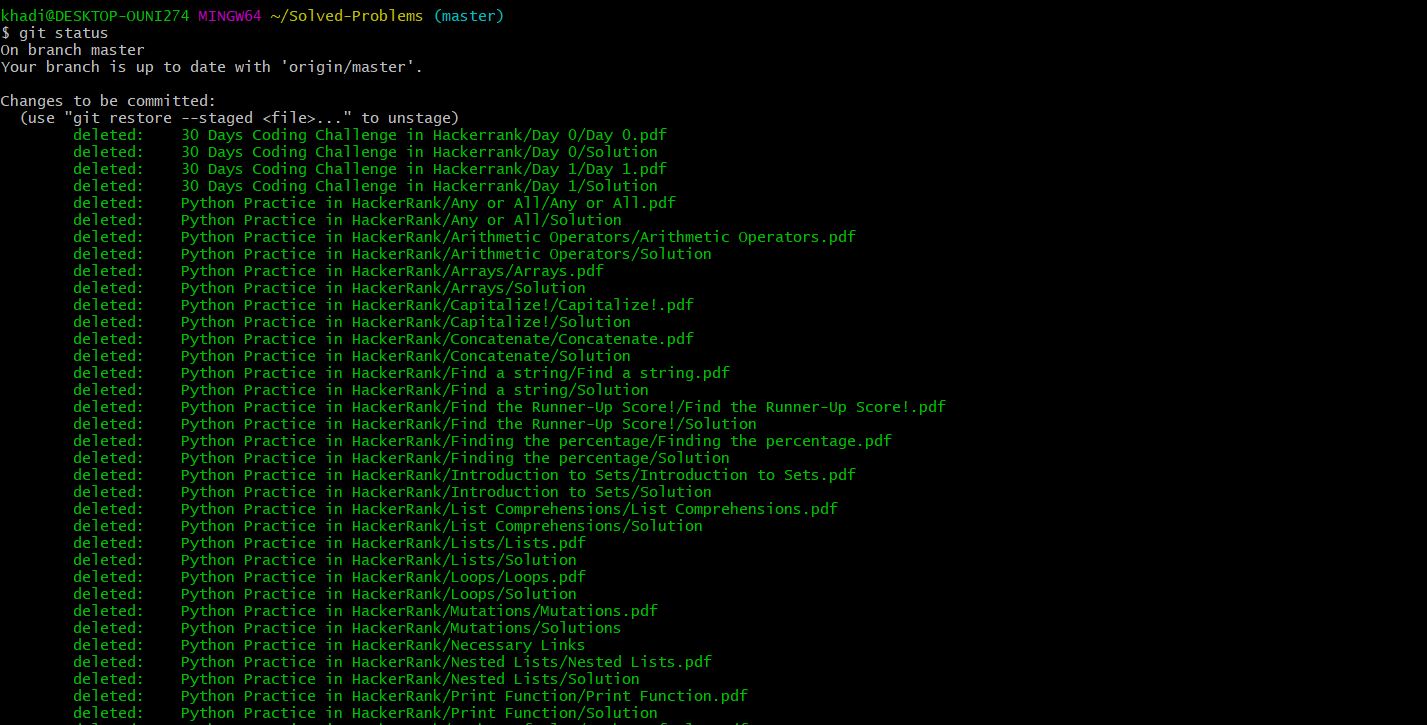 khadi@DESKTOP-OUNI274 MINGW64 ~/Solved-Problems (master)
$ git status
On branch master
Your branch is up to date with 'origin/master'.
Changes to be committed:
(use "git restore --staged <file>..." to unstage)
deleted: 30 Days Coding Challenge in Hackerrank/Day 0/Day 0.pdf
deleted: 30 Days Coding Challenge in Hackerrank/Day 0/Solution
deleted: 30 Days Coding Challenge in Hackerrank/Day 1/Day 1.pdf
deleted: 30 Days Coding Challenge in Hackerrank/Day 1/Solution
deleted: Python Practice in HackerRank/Any or All/Any or All.pdf
deleted: Python Practice in HackerRank/Any or All/Solution
deleted: Python Practice in HackerRank/Arithmetic Operators/Arithmetic Operators.pdf
deleted: Python Practice in HackerRank/Arithmetic Operators/Solution
deleted: Python Practice in HackerRank/Arrays/Arrays.pdf
deleted: Python Practice in HackerRank/Arrays/Solution
deleted: Python Practice in HackerRank/Capitalize!/Capitalize!.pdf
deleted: Python Practice in HackerRank/Capitalize!/Solution
deleted: Python Practice in HackerRank/Concatenate/Concatenate.pdf
deleted: Python Practice in HackerRank/Concatenate/Solution
deleted: Python Practice in HackerRank/Find a string/Find a string.pdf
deleted: Python Practice in HackerRank/Find a string/Solution
deleted: Python Practice in HackerRank/Find the Runner-Up Score!/Find the Runner-Up Score!.pdf
deleted: Python Practice in HackerRank/Find the Runner-Up Score!/Solution
deleted: Python Practice in HackerRank/Finding the percentage/Finding the percentage.pdf
deleted: Python Practice in HackerRank/Finding the percentage/Solution
deleted: Python Practice in HackerRank/Introduction to Sets/Introduction to Sets.pdf
deleted: Python Practice in HackerRank/Introduction to Sets/Solution
deleted: Python Practice in HackerRank/List Comprehensions/List Comprehensions.pdf
deleted: Python Practice in HackerRank/List Comprehensions/Solution
deleted: Python Practice in HackerRank/Lists/Lists.pdf
deleted: Python Practice in HackerRank/Lists/Solution
deleted: Python Practice in HackerRank/Loops/Loops.pdf
deleted: Python Practice in HackerRank/Loops/Solution
deleted: Python Practice in HackerRank/Mutations/Mutations.pdf
deleted: Python Practice in HackerRank/Mutations/Solutions
deleted: Python Practice in HackerRank/Necessary Links
deleted: Python Practice in HackerRank/Nested Lists/Nested Lists.pdf
deleted: Python Practice in HackerRank/Nested Lists/Solution
deleted: Python Practice in HackerRank/Print Function/Print Function.pdf
deleted: Python Practice in HackerRank/Print Function/Solution